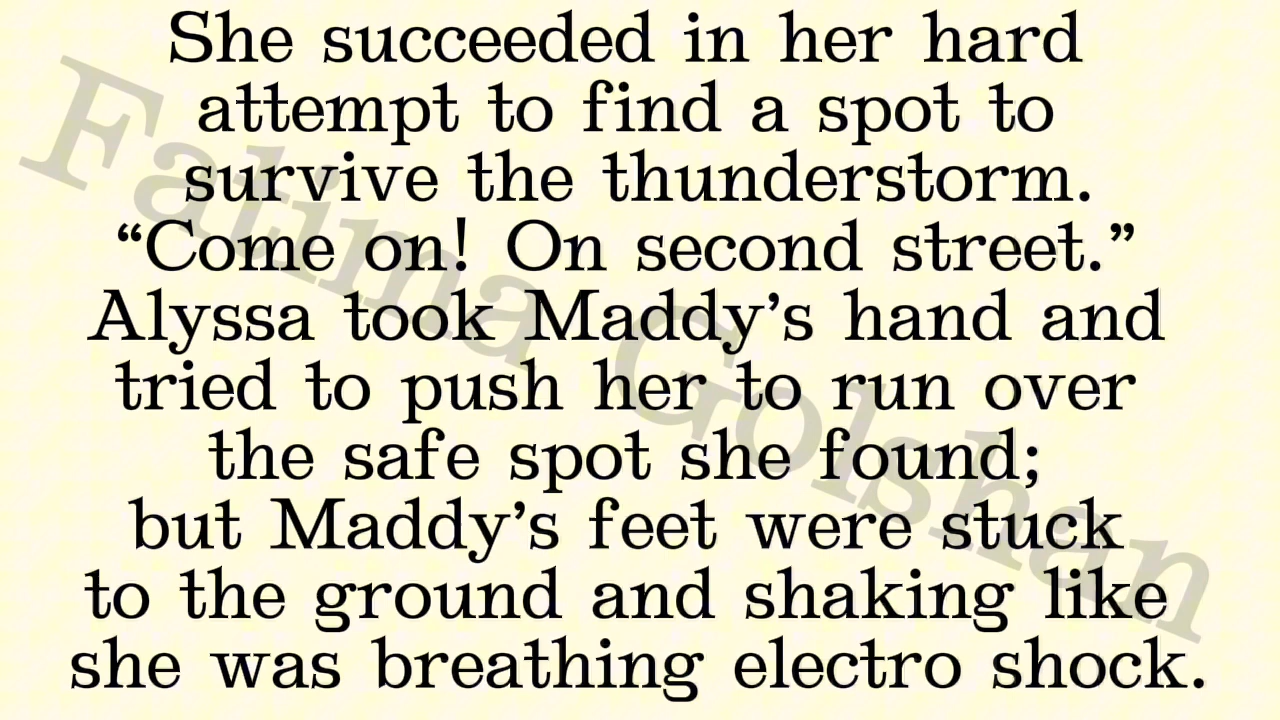 She succeeded in her hard
attempt to find a spot to
survive the thunderstorm.
“Come on! On second street.”
Alyssa took Maddy’s hand and
tried to push her to run over
the safe spot she found;
but Maddy’s feet were stuck
to the ground and shaking like
she was breathing electro shock.
Fatima Golshan